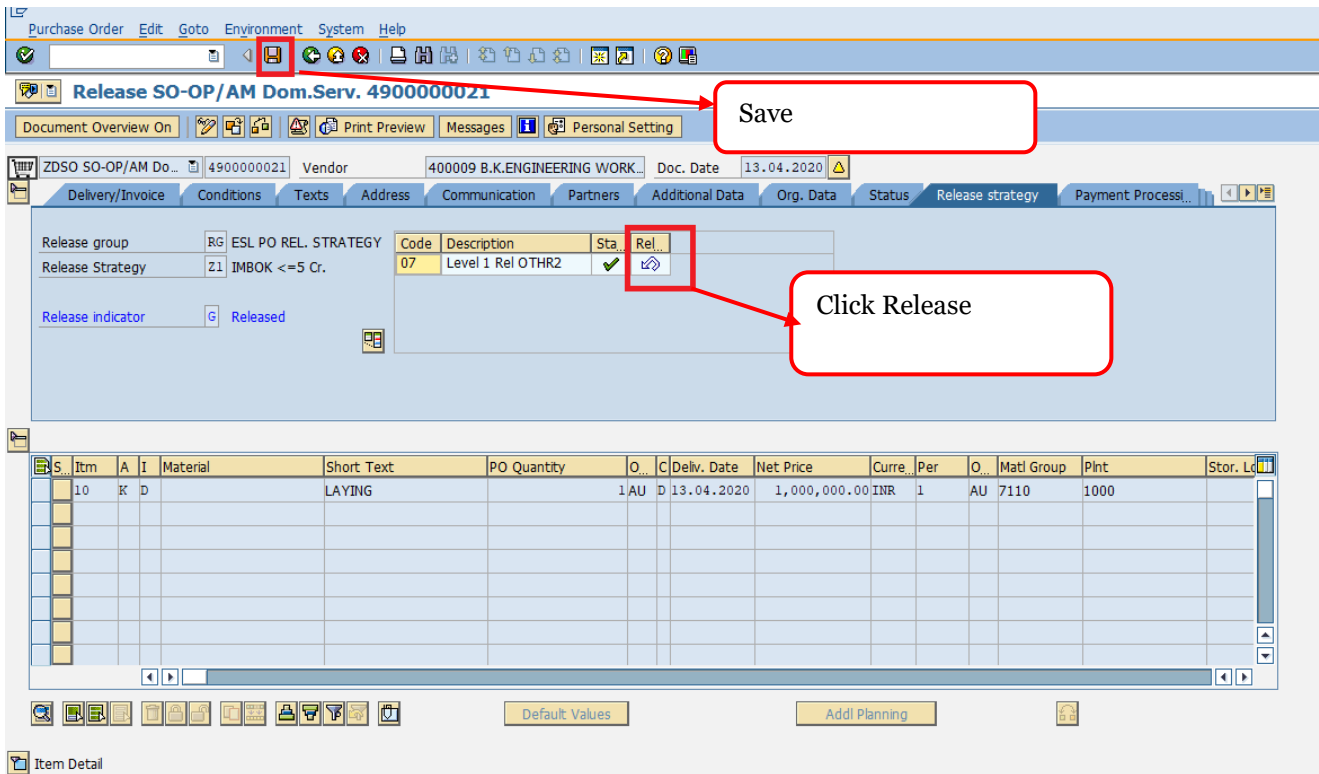 Purchase Order Edit Goto Environment System Help
Release SO-OP/AM Dom.Serv. 4900000021
Save
Document Overview On Print Preview Messages Personal Setting
ZDSO SO-OP/AM Do... 4900000021 Vendor 400009 B.K.ENGINEERING WORK... Doc. Date 13.04.2020
Delivery/Invoice Conditions Texts Address Communication Partners Additional Data Org. Data Status Release strategy Payment Processi...
Release group RG ESL PO REL. STRATEGY Code Description Sta... Rel...
Release Strategy Z1 IMBOK <=5 Cr. 07 Level 1 Rel OTHR2
Click Release
Release indicator G Released
S... Itm A I Material Short Text PO Quantity O... C Deliv. Date Net Price Curre... Per O... Matl Group Plnt Stor. Lo
10 K D LAYING 1 AU D 13.04.2020 1,000,000.00 INR 1 AU 7110 1000
Default Values Addl Planning
Item Detail